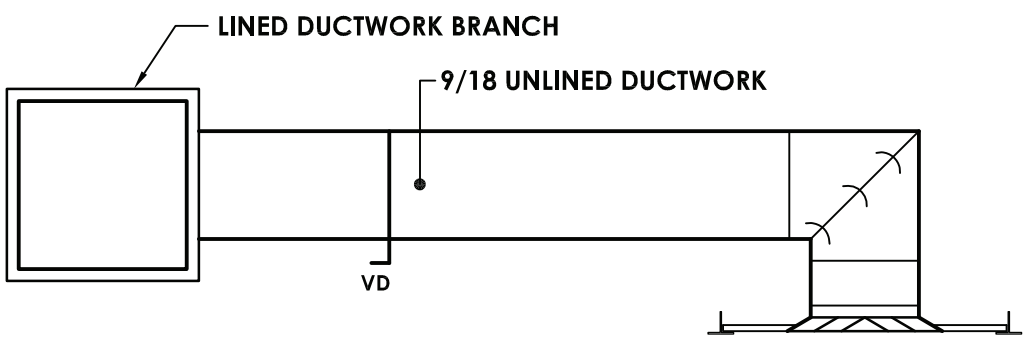 LINED DUCTWORK BRANCH
9/18 UNLINED DUCTWORK
VD